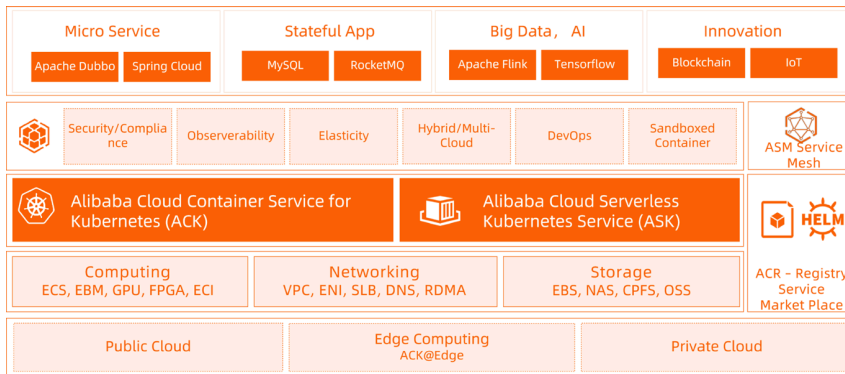 Micro Service
Stateful App
Big Data, AI
Innovation
Apache Dubbo
Spring Cloud
MySQL
RocketMQ
Apache Flink
Tensorflow
Blockchain
IoT
Security/Complia
nce
Observerability
Elasticity
Hybrid/Multi-
Cloud
DevOps
Sandboxed
Container
ASM Service
Mesh
Alibaba Cloud Container Service for
Kubernetes (ACK)
Alibaba Cloud Serverless
Kubernetes Service (ASK)
HELM
Computing
ECS, EBM, GPU, FPGA, ECI
Networking
VPC, ENI, SLB, DNS, RDMA
Storage
EBS, NAS, CPFS, OSS
ACR – Registry
Service
Market Place
Public Cloud
Edge Computing
ACK@Edge
Private Cloud